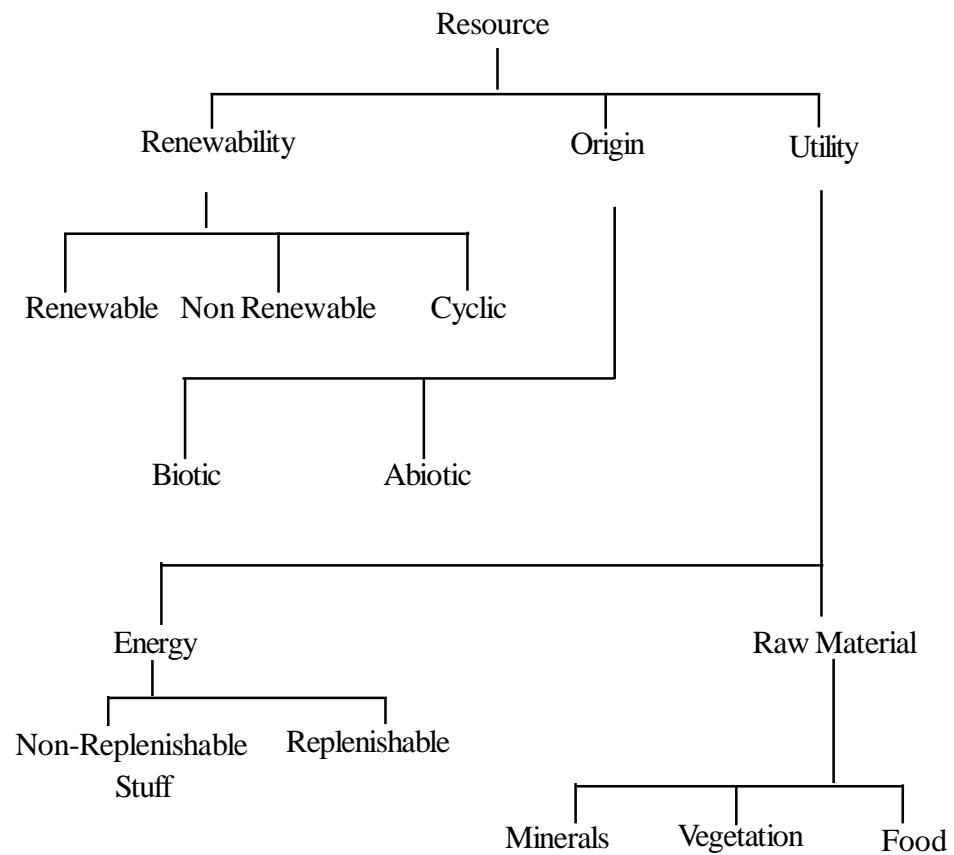 Resource
Renewability Origin Utility
Renewable Non Renewable Cyclic
Biotic Abiotic
Energy Raw Material
Non-Replenishable Replenishable
Stuff
Minerals Vegetation Food